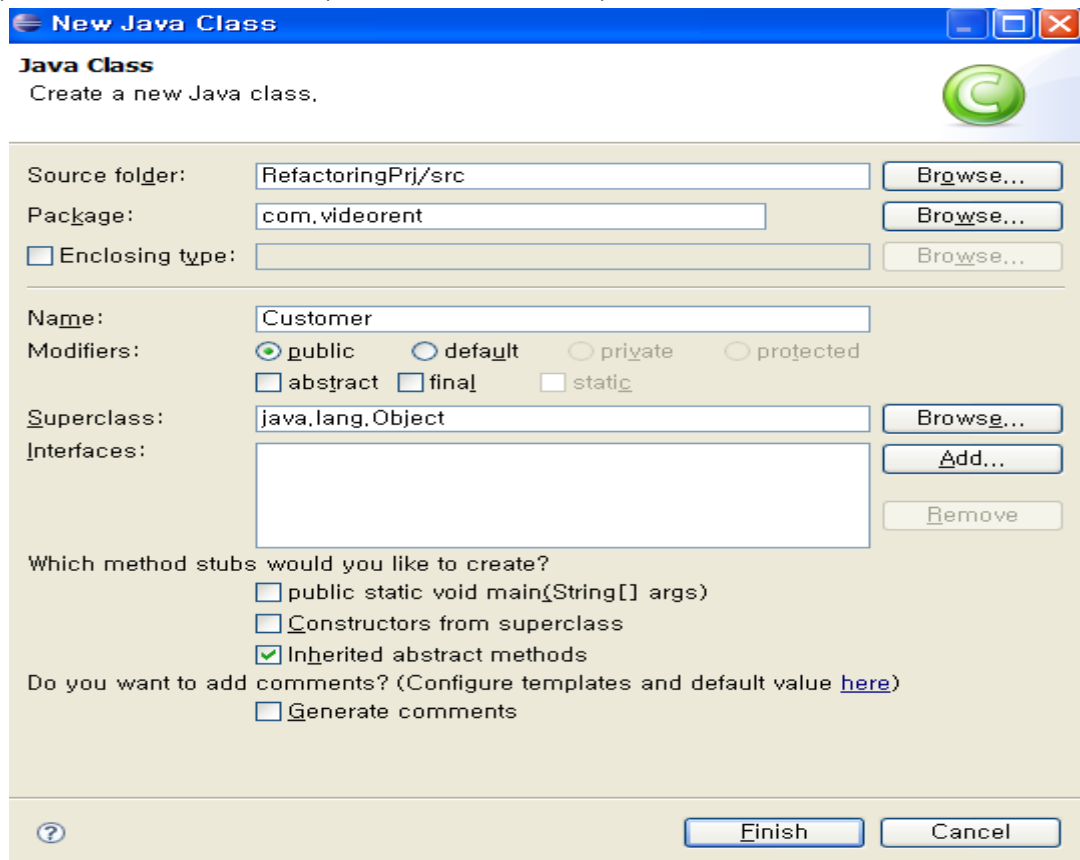 New Java Class
Java Class
Create a new Java class,
Source folder: RefactoringPrj/src Browse...
Package: com,videorent Browse...
Enclosing type: Browse...
Name: Customer
Modifiers: public default private protected
abstract final static
Superclass: java,lang,Object Browse...
Interfaces: Add...
Remove
Which method stubs would you like to create?
public static void main(String[] args)
Constructors from superclass
Inherited abstract methods
Do you want to add comments? (Configure templates and default value here)
Generate comments
Finish Cancel